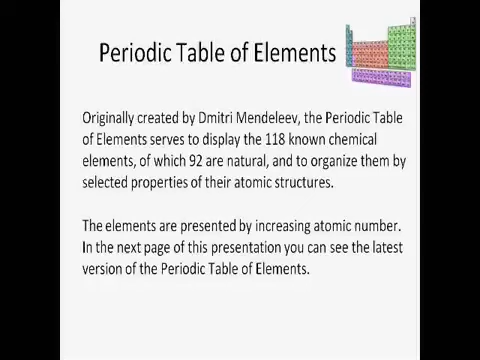 Periodic Table of Elements
Originally created by Dmitri Mendeleev, the Periodic Table
of Elements serves to display the 118 known chemical
elements, of which 92 are natural, and to organize them by
selected properties of their atomic structures.
The elements are presented by increasing atomic number.
In the next page of this presentation you can see the latest
version of the Periodic Table of Elements.